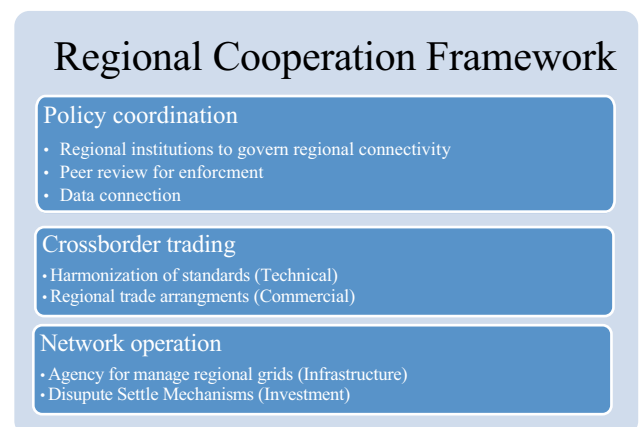 Regional Cooperation Framework
Policy coordination
• Regional institutions to govern regional connectivity
• Peer review for enforcment
• Data connection
Crossborder trading
• Harmonization of standards (Technical)
• Regional trade arrangments (Commercial)
Network operation
• Agency for manage regional grids (Infrastructure)
• Disupute Settle Mechanisms (Investment)